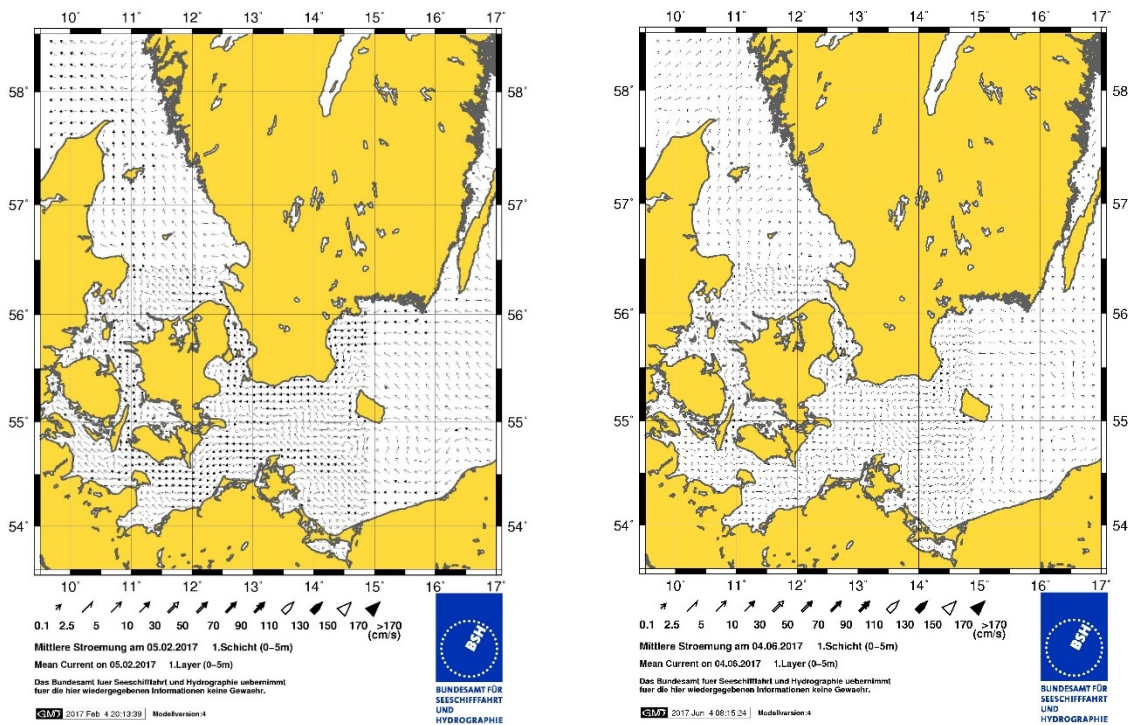 10° 11° 12° 13° 14° 15° 16° 17°
58° 58°
57° 57°
56° 56°
55° 55°
54° 54°
10° 11° 12° 13° 14° 15° 16° 17°
0.1 2.5 5 10 30 50 70 90 110 130 150 170 >170
(cm/s)
Mittlere Stroemung am 05.02.2017 1.Schicht (0–5m)
Mean Current on 05.02.2017 1.Layer (0–5m)
Das Bundesamt fuer Seeschifffahrt und Hydrographie uebernimmt
fuer die hier wiedergegebenen Informationen keine Gewaehr.
GMT 2017 Feb 4 20:13:39 Modellversion:4
BSH
BUNDESAMT FÜR
SEESCHIFFFAHRT
UND
HYDROGRAPHIE
10° 11° 12° 13° 14° 15° 16° 17°
58° 58°
57° 57°
56° 56°
55° 55°
54° 54°
10° 11° 12° 13° 14° 15° 16° 17°
0.1 2.5 5 10 30 50 70 90 110 130 150 170 >170
(cm/s)
Mittlere Stroemung am 04.06.2017 1.Schicht (0–5m)
Mean Current on 04.06.2017 1.Layer (0–5m)
Das Bundesamt fuer Seeschifffahrt und Hydrographie uebernimmt
fuer die hier wiedergegebenen Informationen keine Gewaehr.
GMT 2017 Jun 4 08:15:24 Modellversion:4
BSH
BUNDESAMT FÜR
SEESCHIFFFAHRT
UND
HYDROGRAPHIE